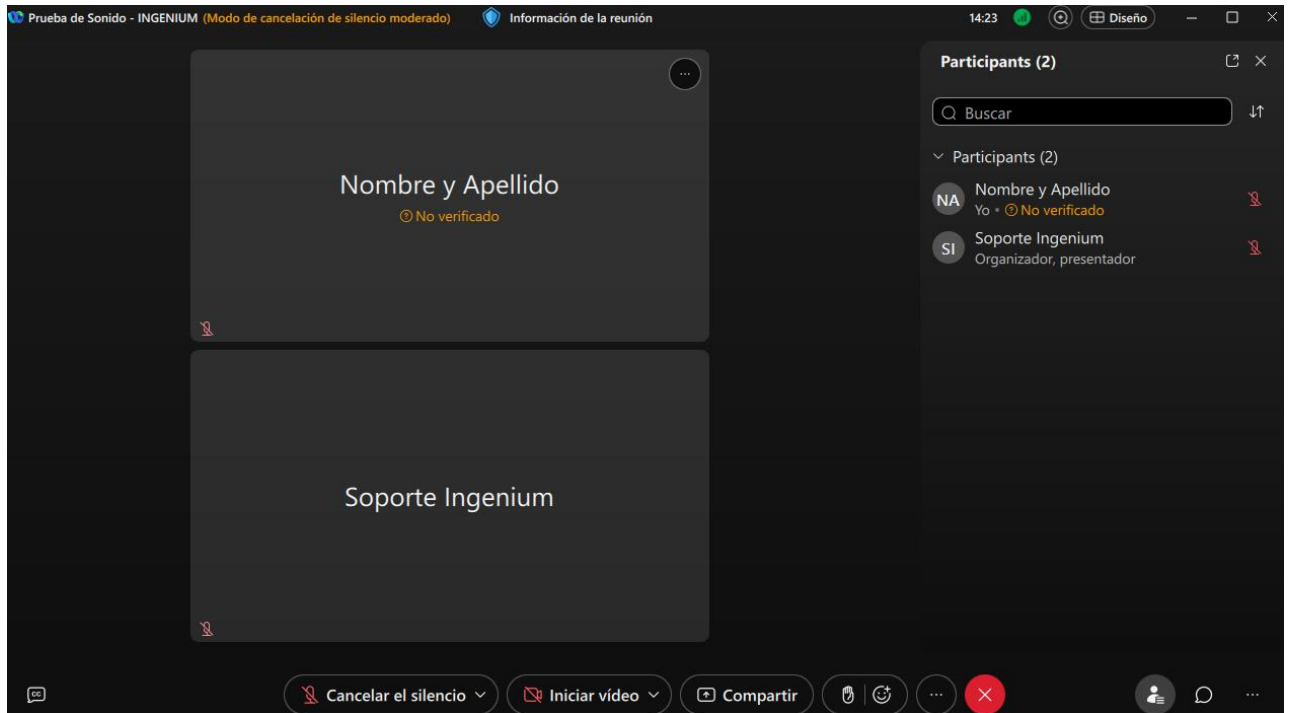 Prueba de Sonido - INGENIUM (Modo de cancelación de silencio moderado) Información de la reunión 14:23 Diseño
Participants (2)
Buscar
Participants (2)
NA Nombre y Apellido
Yo • No verificado
SI Soporte Ingenium
Organizador, presentador
Nombre y Apellido
No verificado
Soporte Ingenium
CC Cancelar el silencio Iniciar vídeo Compartir